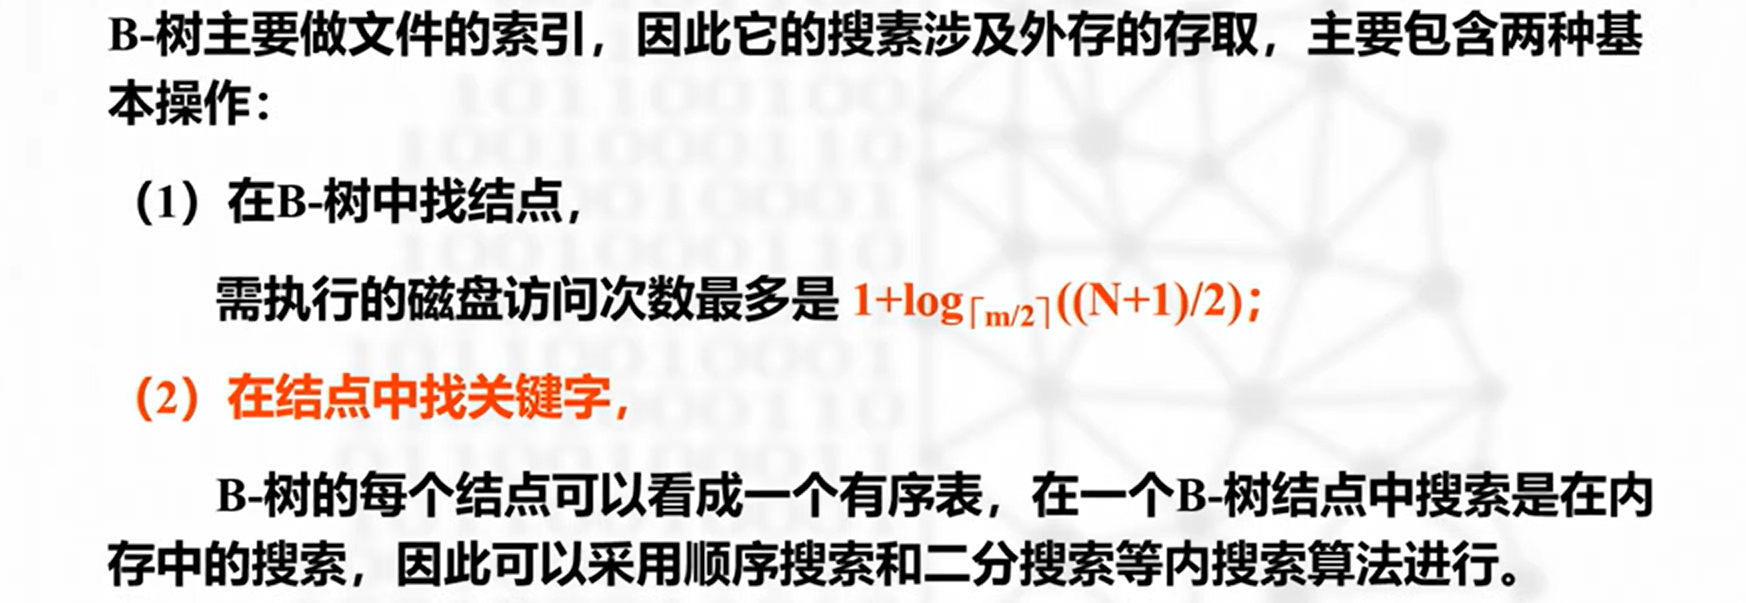 B-树主要做文件的索引，因此它的搜素涉及外存的存取，主要包含两种基
本操作：
（1）在B-树中找结点，
需执行的磁盘访问次数最多是 1+log⌈m/2⌉((N+1)/2)；
（2）在结点中找关键字，
B-树的每个结点可以看成一个有序表，在一个B-树结点中搜索是在内
存中的搜索，因此可以采用顺序搜索和二分搜索等内搜索算法进行。